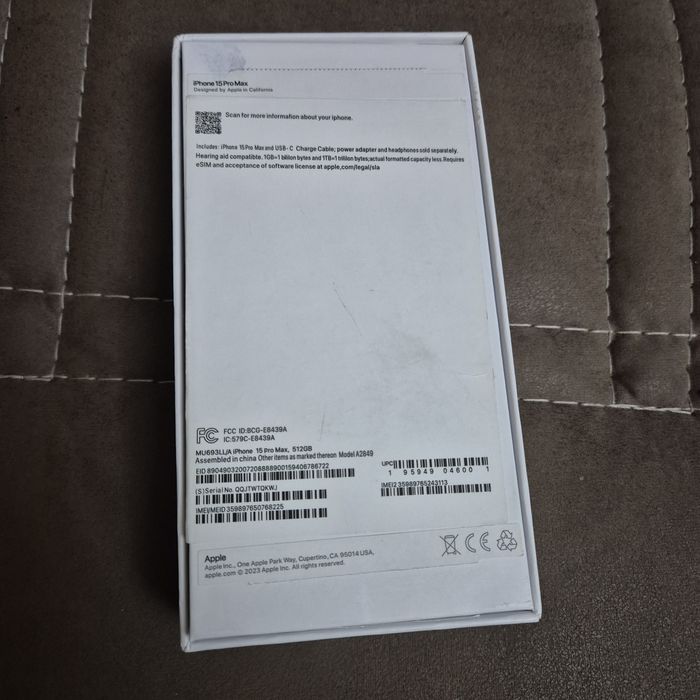 iPhone 15 Pro Max
Designed by Apple in California
Scan for more information about your iphone.
Includes: iPhone 15 Pro Max and USB-C Charge Cable; power adapter and headphones sold separately.
Hearing aid compatible. 1GB=1 billion bytes and 1TB=1 trillion bytes;actual formatted capacity less.Requires
eSIM and acceptance of software license at apple,com/legal/sla
FC FCC ID:BCG-E8439A
IC:579C-E8439A
MU693LL/A iPhone 15 Pro Max, 512GB
Assembled in china Other items as marked thereon Model A2849
EID 89049032007208888900159406786722
UPC
1 95949 04600 1
(S)Serial No. QQJTWTQKWJ
IMEI2 35989765243113
IMEI/MEID 359897650768225
Apple
Apple Inc., One Apple Park Way, Cupertino, CA 95014 USA.
apple.com © 2023 Apple Inc. All rights reserved.
CE